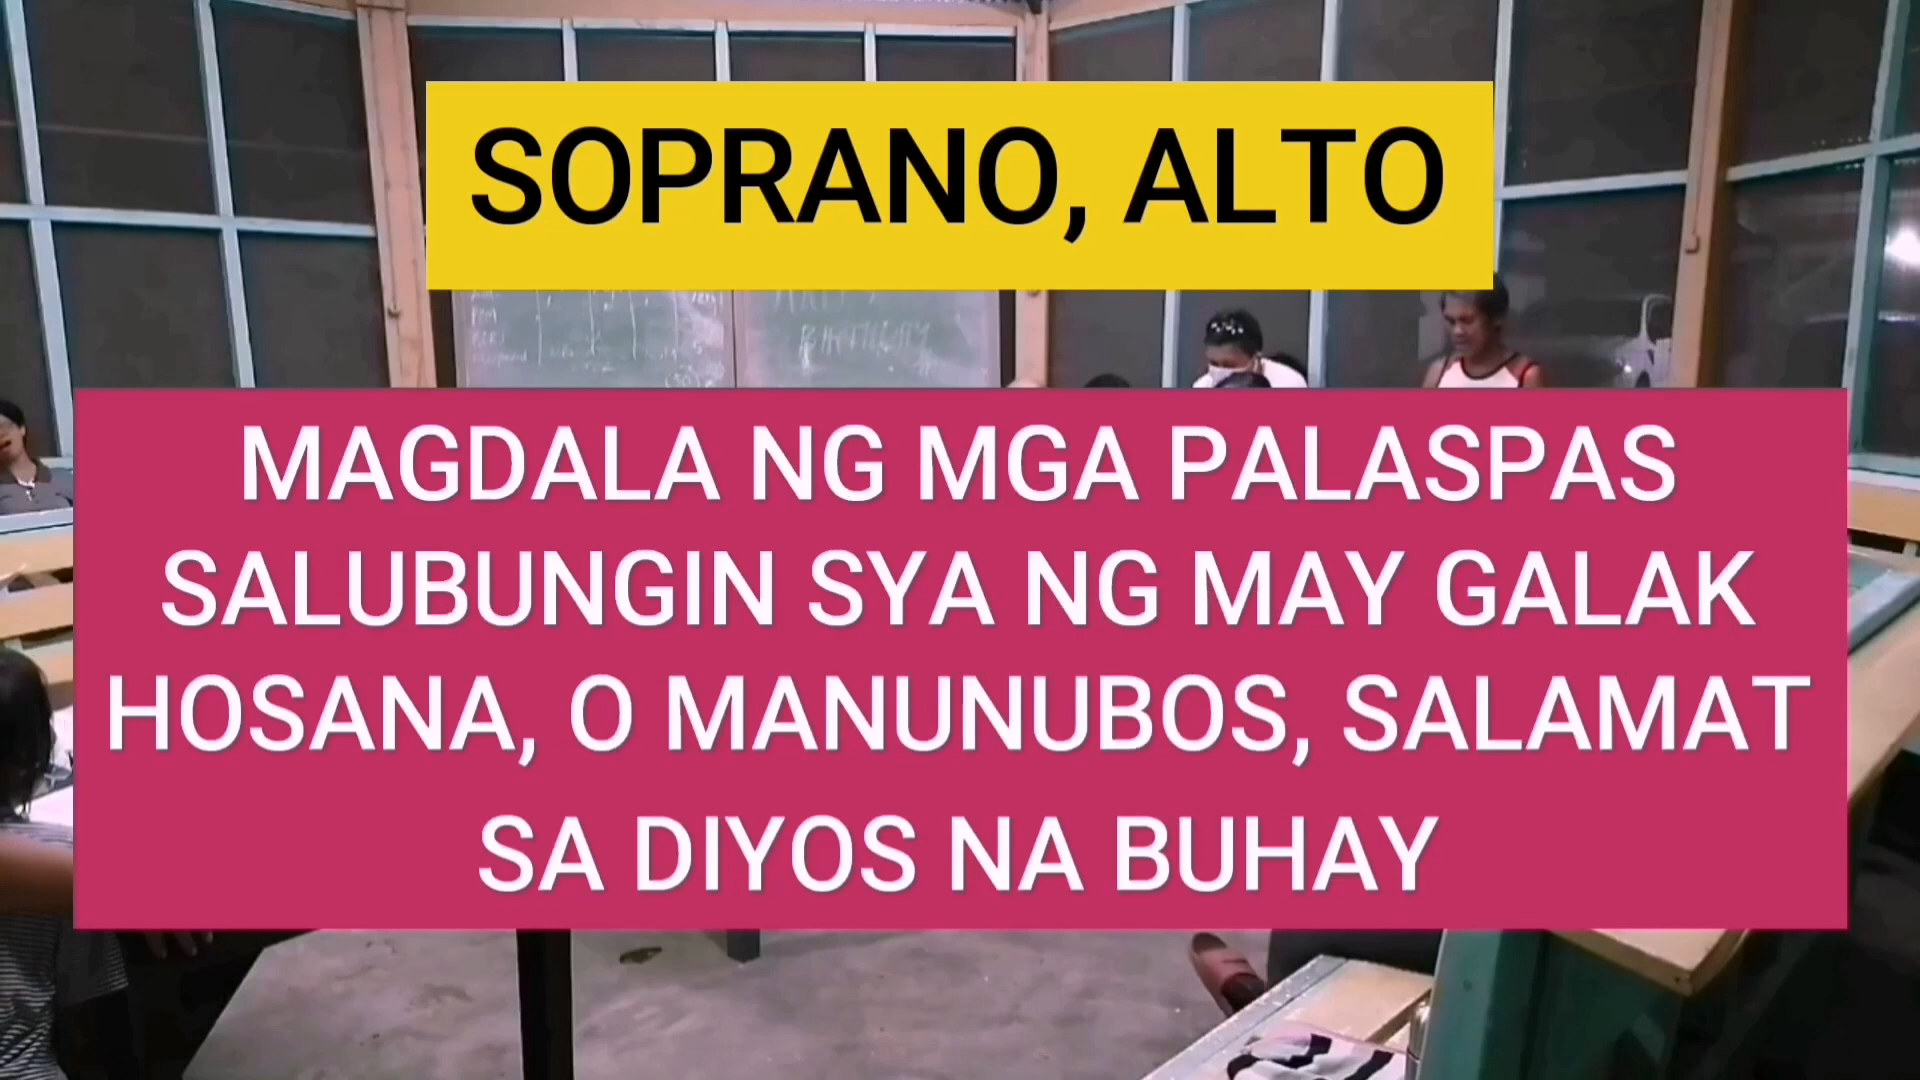 SOPRANO, ALTO
MAGDALA NG MGA PALASPAS
SALUBUNGIN SYA NG MAY GALAK
HOSANA, O MANUNUBOS, SALAMAT
SA DIYOS NA BUHAY